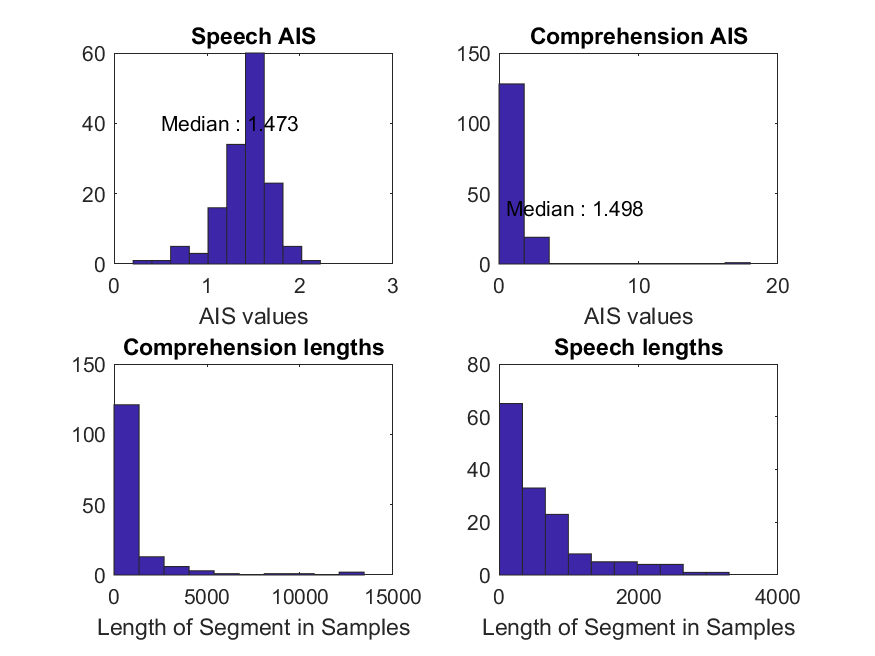 Speech AIS
60
40
20
0
Median : 1.473
0 1 2 3
AIS values
Comprehension AIS
150
100
50
0
Median : 1.498
0 10 20
AIS values
Comprehension lengths
150
100
50
0
0 5000 10000 15000
Length of Segment in Samples
Speech lengths
80
60
40
20
0
0 2000 4000
Length of Segment in Samples